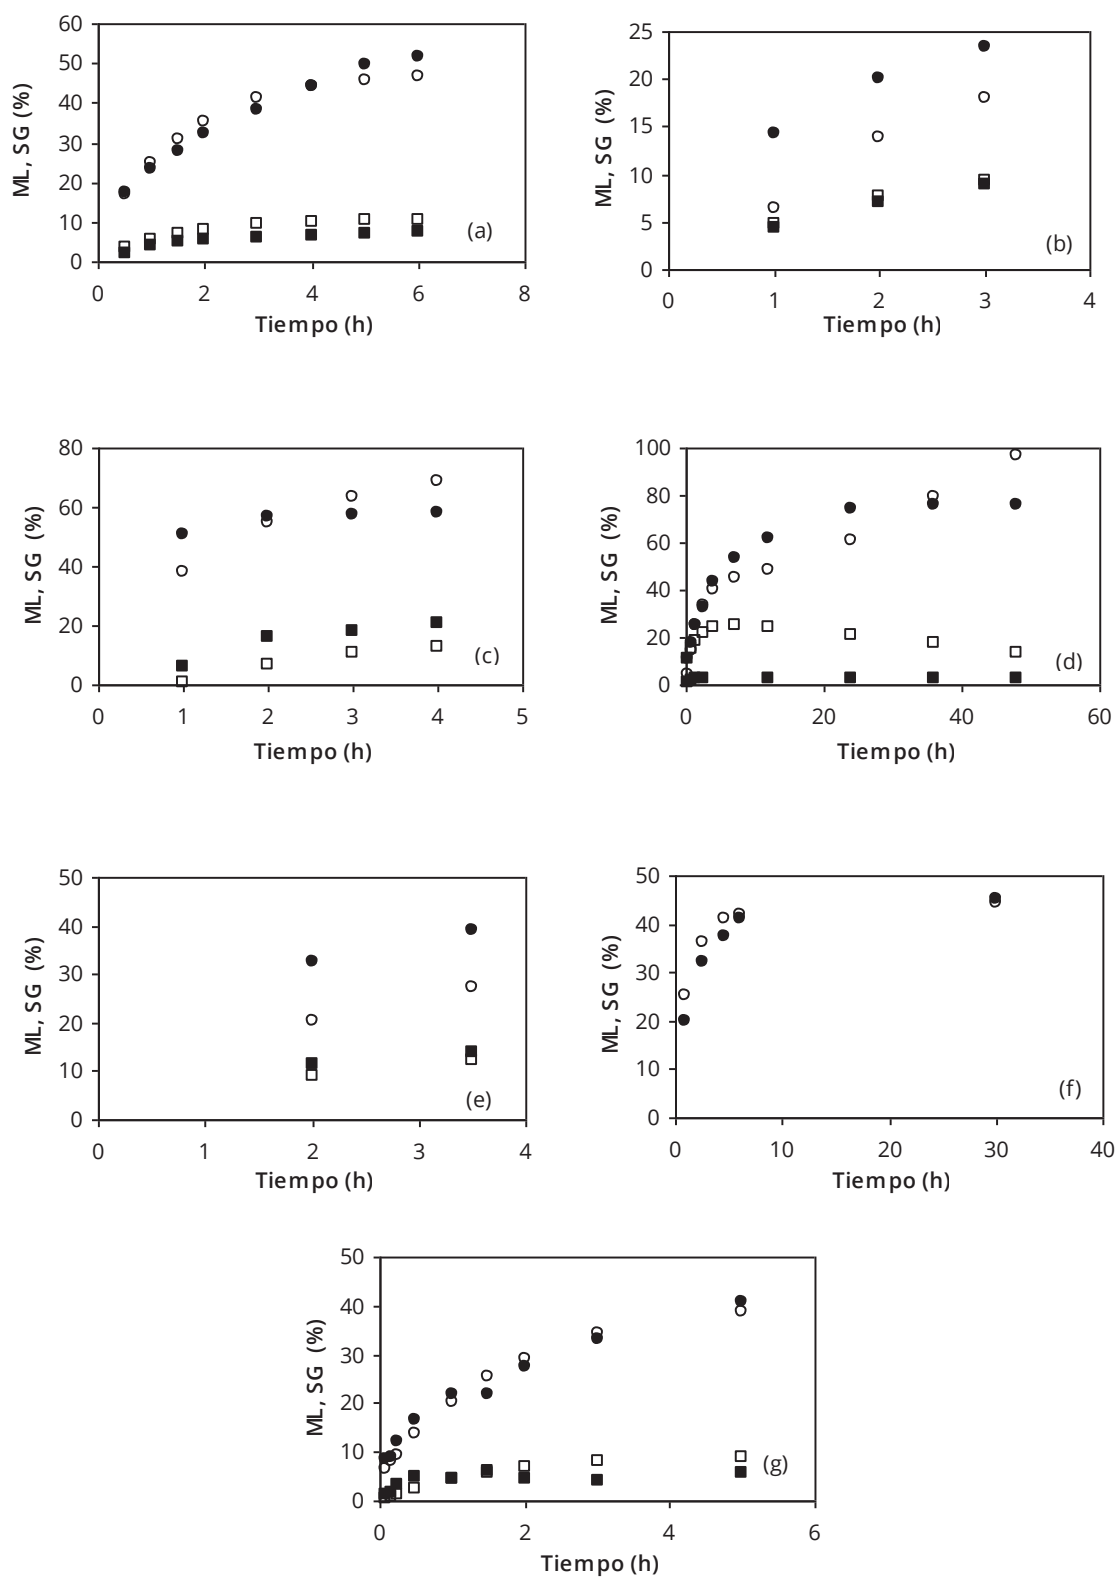 60
50
40
30
20
10
0
ML, SG (%)
(a)
0 2 4 6 8
Tiempo (h)
25
20
15
10
5
0
ML, SG (%)
(b)
0 1 2 3 4
Tiempo (h)
80
60
40
20
0
ML, SG (%)
(c)
0 1 2 3 4 5
Tiempo (h)
100
80
60
40
20
0
ML, SG (%)
(d)
0 20 40 60
Tiempo (h)
50
40
30
20
10
0
ML, SG (%)
(e)
0 1 2 3 4
Tiempo (h)
50
40
30
20
10
0
ML, SG (%)
(f)
0 10 20 30 40
Tiempo (h)
50
40
30
20
10
0
ML, SG (%)
(g)
0 2 4 6
Tiempo (h)